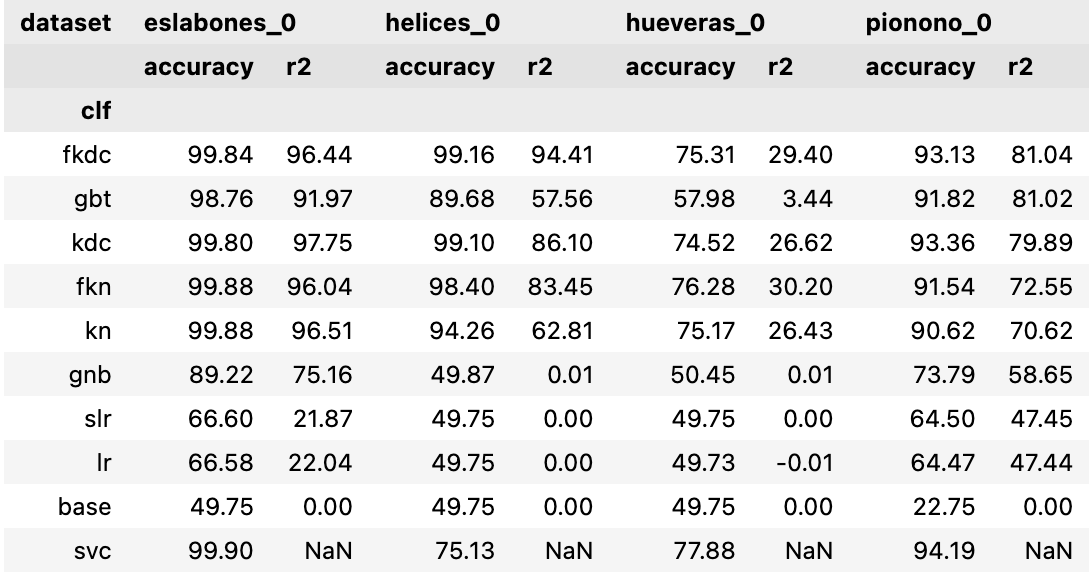 dataset eslabones_0 helices_0 hueveras_0 pionono_0
accuracy r2 accuracy r2 accuracy r2 accuracy r2
clf
fkdc 99.84 96.44 99.16 94.41 75.31 29.40 93.13 81.04
gbt 98.76 91.97 89.68 57.56 57.98 3.44 91.82 81.02
kdc 99.80 97.75 99.10 86.10 74.52 26.62 93.36 79.89
fkn 99.88 96.04 98.40 83.45 76.28 30.20 91.54 72.55
kn 99.88 96.51 94.26 62.81 75.17 26.43 90.62 70.62
gnb 89.22 75.16 49.87 0.01 50.45 0.01 73.79 58.65
slr 66.60 21.87 49.75 0.00 49.75 0.00 64.50 47.45
lr 66.58 22.04 49.75 0.00 49.73 -0.01 64.47 47.44
base 49.75 0.00 49.75 0.00 49.75 0.00 22.75 0.00
svc 99.90 NaN 75.13 NaN 77.88 NaN 94.19 NaN